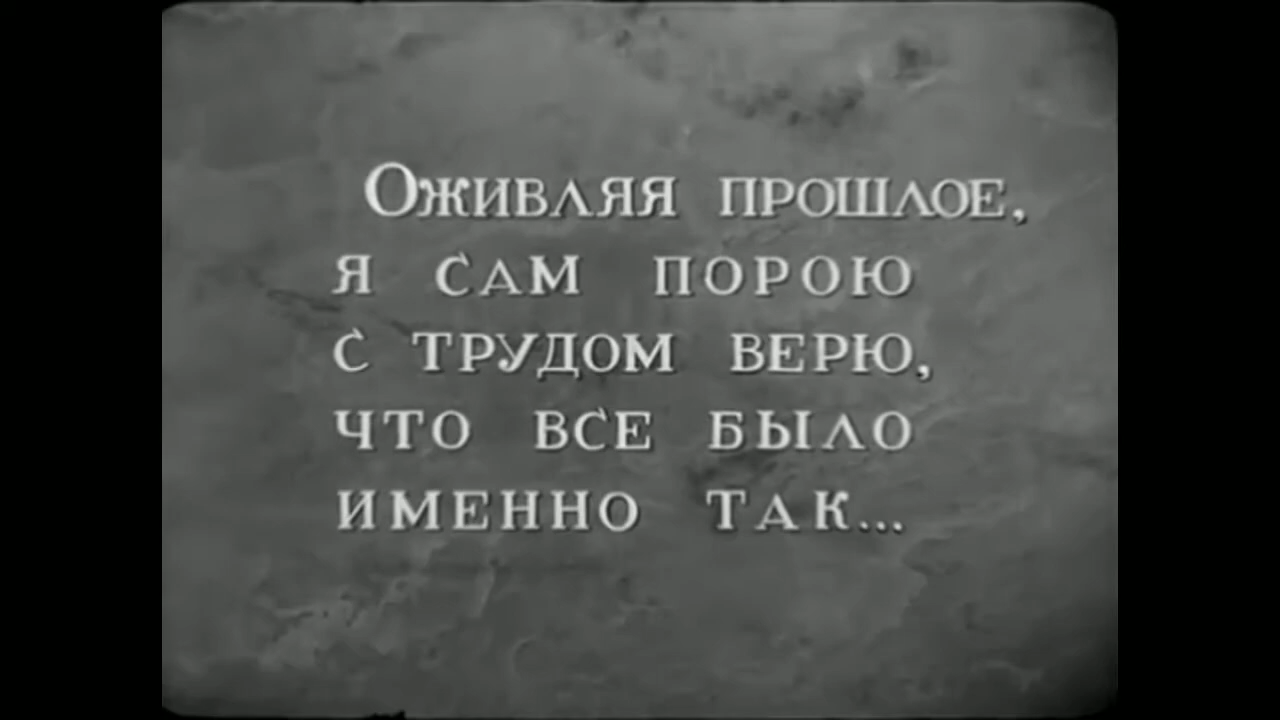 Оживляя прошлое,
я сам порою
с трудом верю,
что все было
именно так...